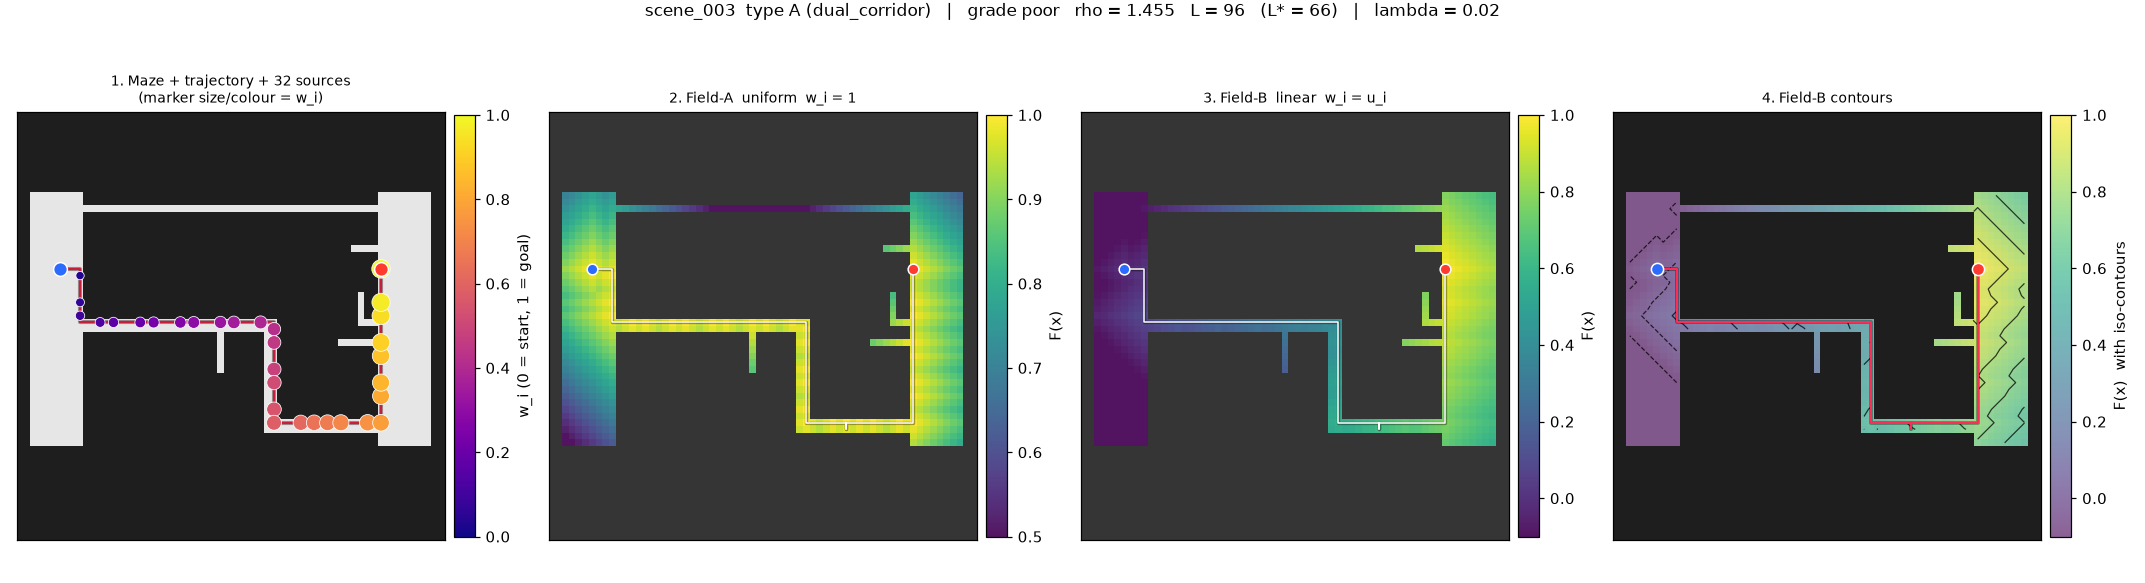 scene_003 type A (dual_corridor) | grade poor rho = 1.455 L = 96 (L* = 66) | lambda = 0.02
1. Maze + trajectory + 32 sources
(marker size/colour = w_i)
1.0
0.8
0.6
0.4
0.2
0.0
w_i (0 = start, 1 = goal)
2. Field-A uniform w_i = 1
1.0
0.9
0.8
0.7
0.6
0.5
F(x)
3. Field-B linear w_i = u_i
1.0
0.8
0.6
0.4
0.2
0.0
F(x)
4. Field-B contours
1.0
0.8
0.6
0.4
0.2
0.0
F(x) with iso-contours